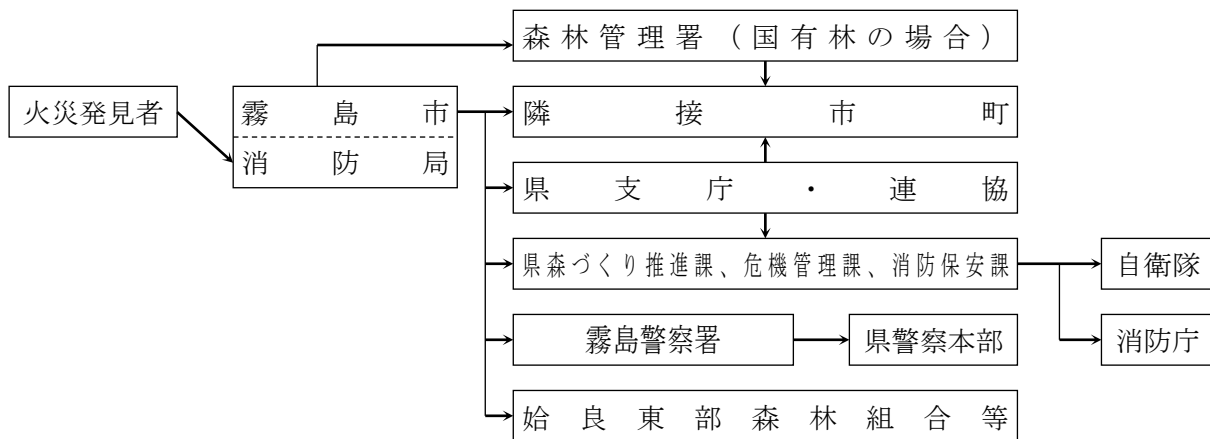 森林管理署（国有林の場合）
火災発見者
霧島市
消防局
隣接市町
県支庁・連協
県森づくり推進課、危機管理課、消防保安課
自衛隊
霧島警察署
県警察本部
消防庁
姶良東部森林組合等